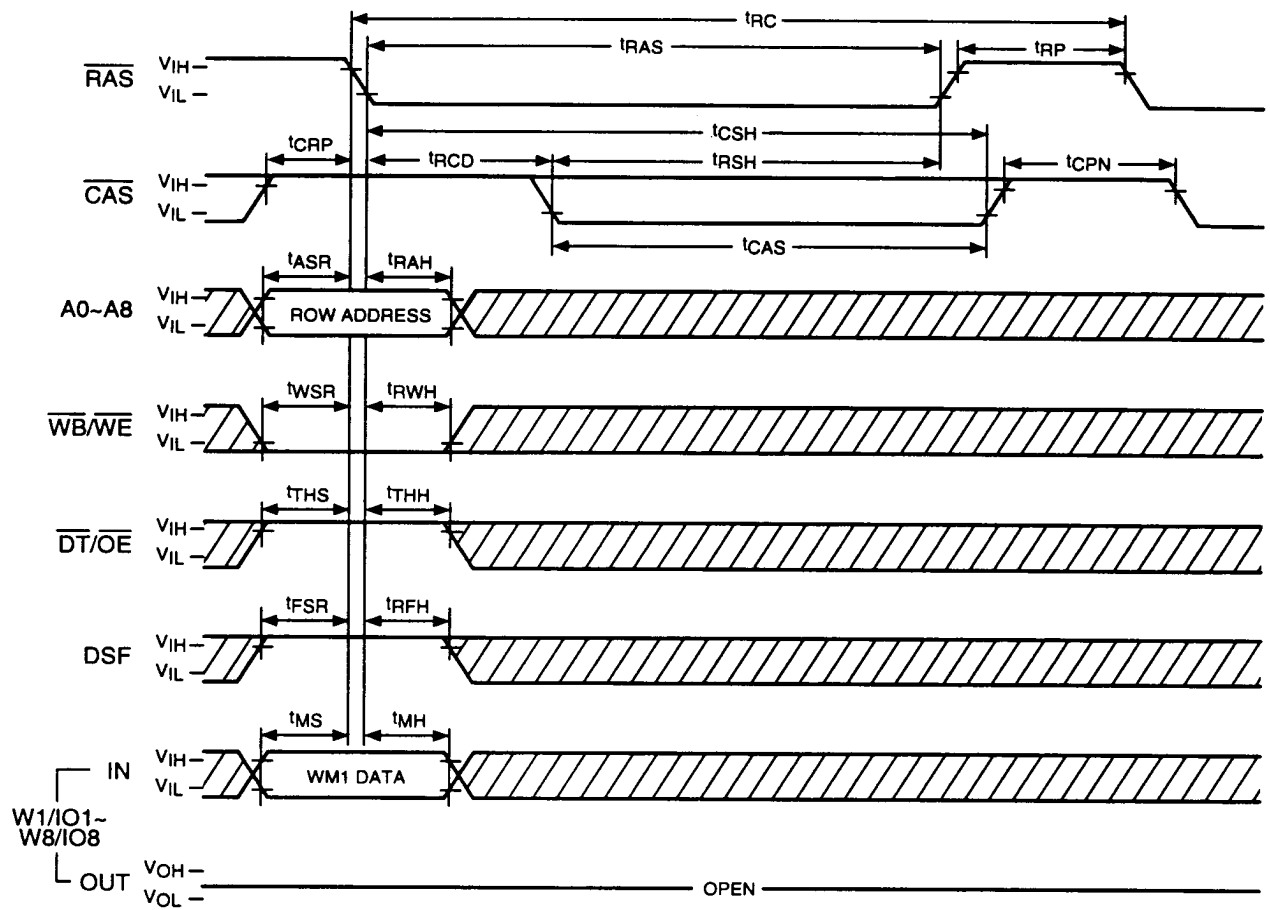 tRC
tRAS
tRP
RAS
VIH
VIL
tCSH
tCRP
tRCD
tRSH
tCPN
CAS
VIH
VIL
tCAS
tASR
tRAH
A0~A8
VIH
VIL
ROW ADDRESS
tWSR
tRWH
WB/WE
VIH
VIL
tTHS
tTHH
DT/OE
VIH
VIL
tFSR
tRFH
DSF
VIH
VIL
tMS
tMH
IN
VIH
VIL
WM1 DATA
W1/IO1~
W8/IO8
OUT
VOH
VOL
OPEN